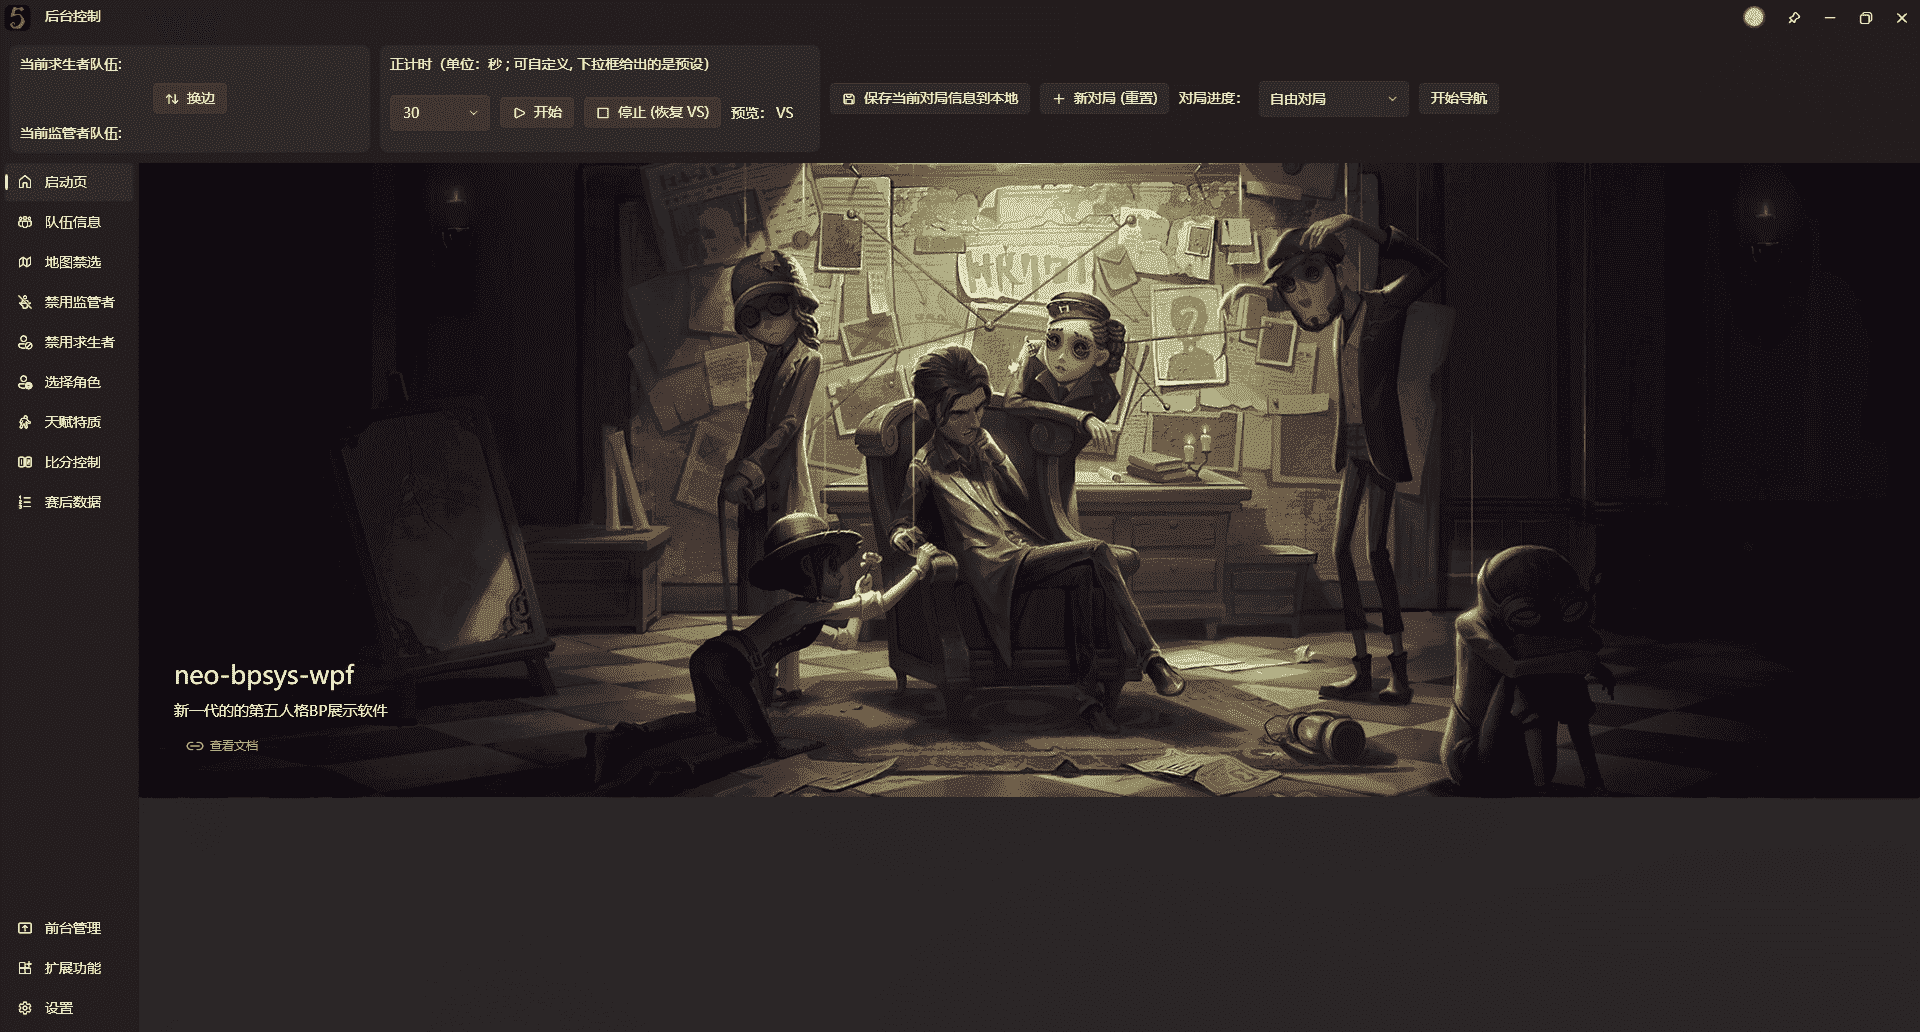 后台控制
当前求生者队伍:
换边
当前监管者队伍:
正计时（单位：秒 ; 可自定义, 下拉框给出的是预设）
30
开始
停止 (恢复 VS)
预览： VS
保存当前对局信息到本地
新对局 (重置)
对局进度：
自由对局
开始导航
启动页
队伍信息
地图禁选
禁用监管者
禁用求生者
选择角色
天赋特质
比分控制
赛后数据
neo-bpsys-wpf
新一代的的第五人格BP展示软件
查看文档
前台管理
扩展功能
设置